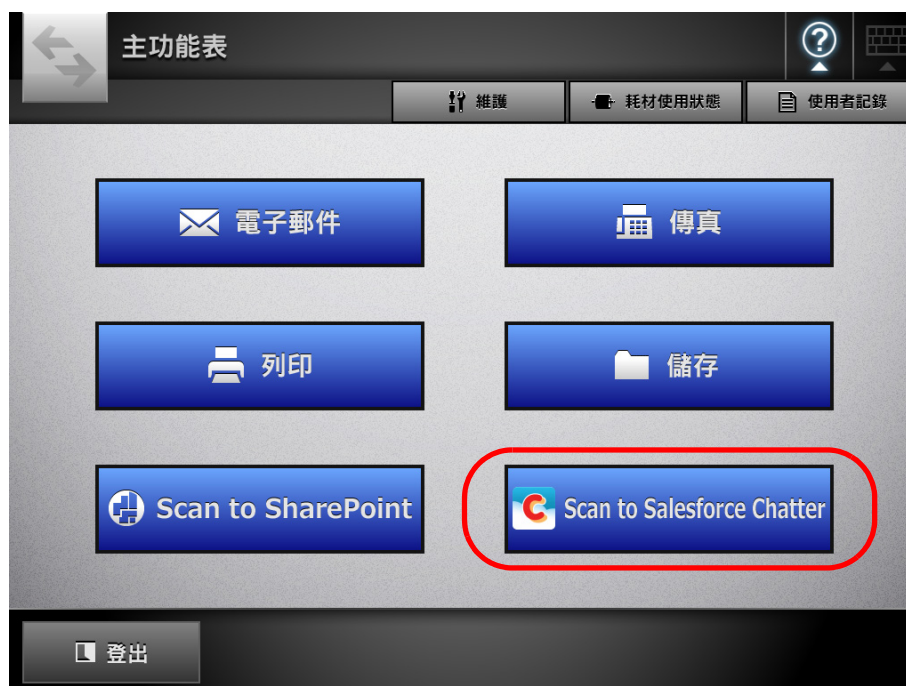 主功能表
維護
耗材使用狀態
使用者記錄
電子郵件
傳真
列印
儲存
Scan to SharePoint
Scan to Salesforce Chatter
登出